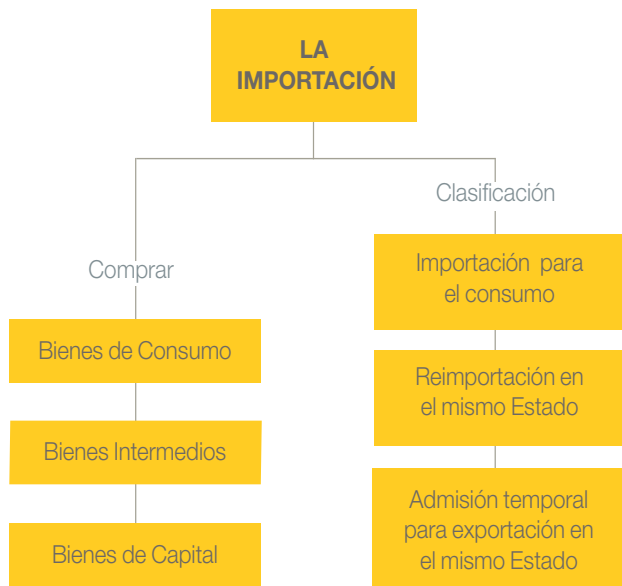 LA
IMPORTACIÓN
Comprar
Bienes de Consumo
Bienes Intermedios
Bienes de Capital
Clasificación
Importación para
el consumo
Reimportación en
el mismo Estado
Admisión temporal
para exportación en
el mismo Estado